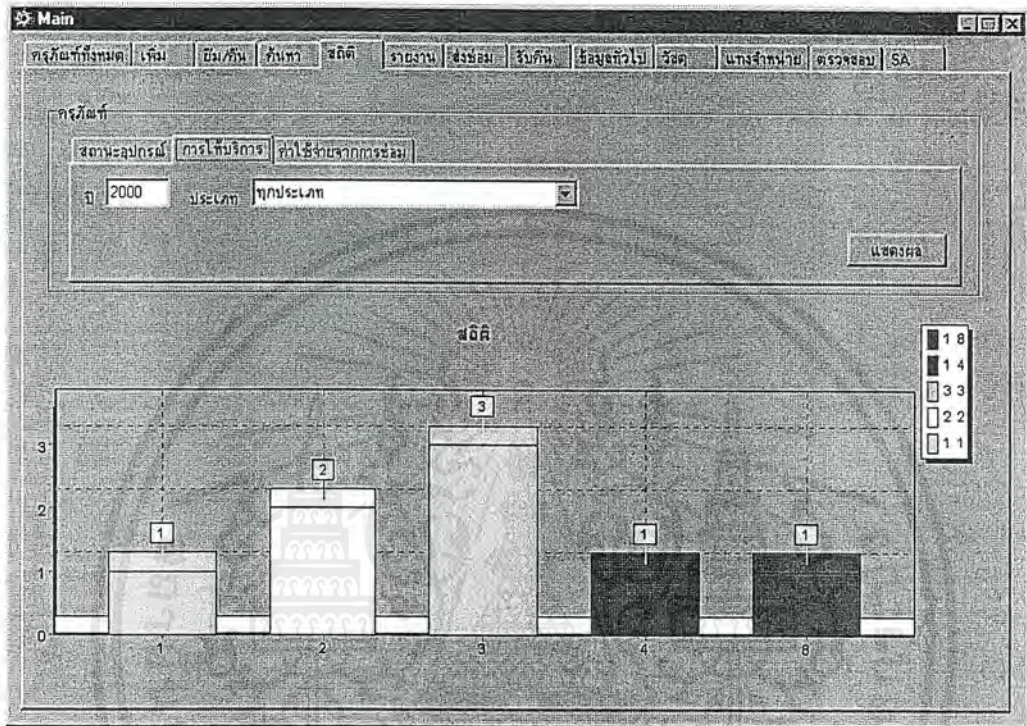 Main
ครุภัณฑ์ทั้งหมด เพิ่ม ยืม/คืน ค้นหา สถิติ รายงาน ส่งซ่อม รับคืน ข้อมูลทั่วไป วัสดุ แทงจำหน่าย ตรวจสอบ SA
ครุภัณฑ์
สถานะอุปกรณ์ การให้บริการ ค่าใช้จ่ายจากการซ่อม
ปี 2000 ประเภท ทุกประเภท
แสดงผล
สถิติ
1 8
1 4
3 3
2 2
1 1
3
2
1
0
1
2
3
1
1
1 2 3 4 8